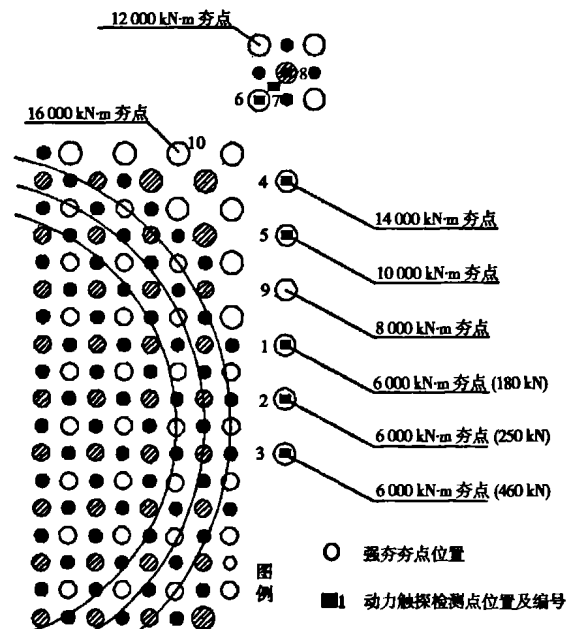 12 000 kN·m 夯点
8
6
7
16 000 kN·m 夯点
10
4
14 000 kN·m 夯点
5
10 000 kN·m 夯点
9
8 000 kN·m 夯点
1
6 000 kN·m 夯点 (180 kN)
2
6 000 kN·m 夯点 (250 kN)
3
6 000 kN·m 夯点 (460 kN)
图例
强夯夯点位置
1 动力触探检测点位置及编号